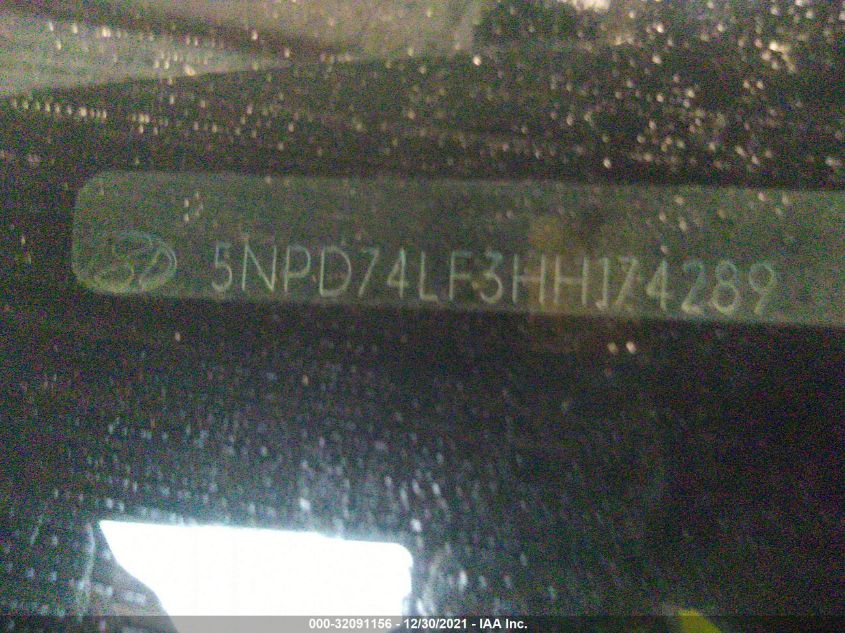 5NPD74LF3HH174289
000-32091156 - 12/30/2021 - IAA Inc.